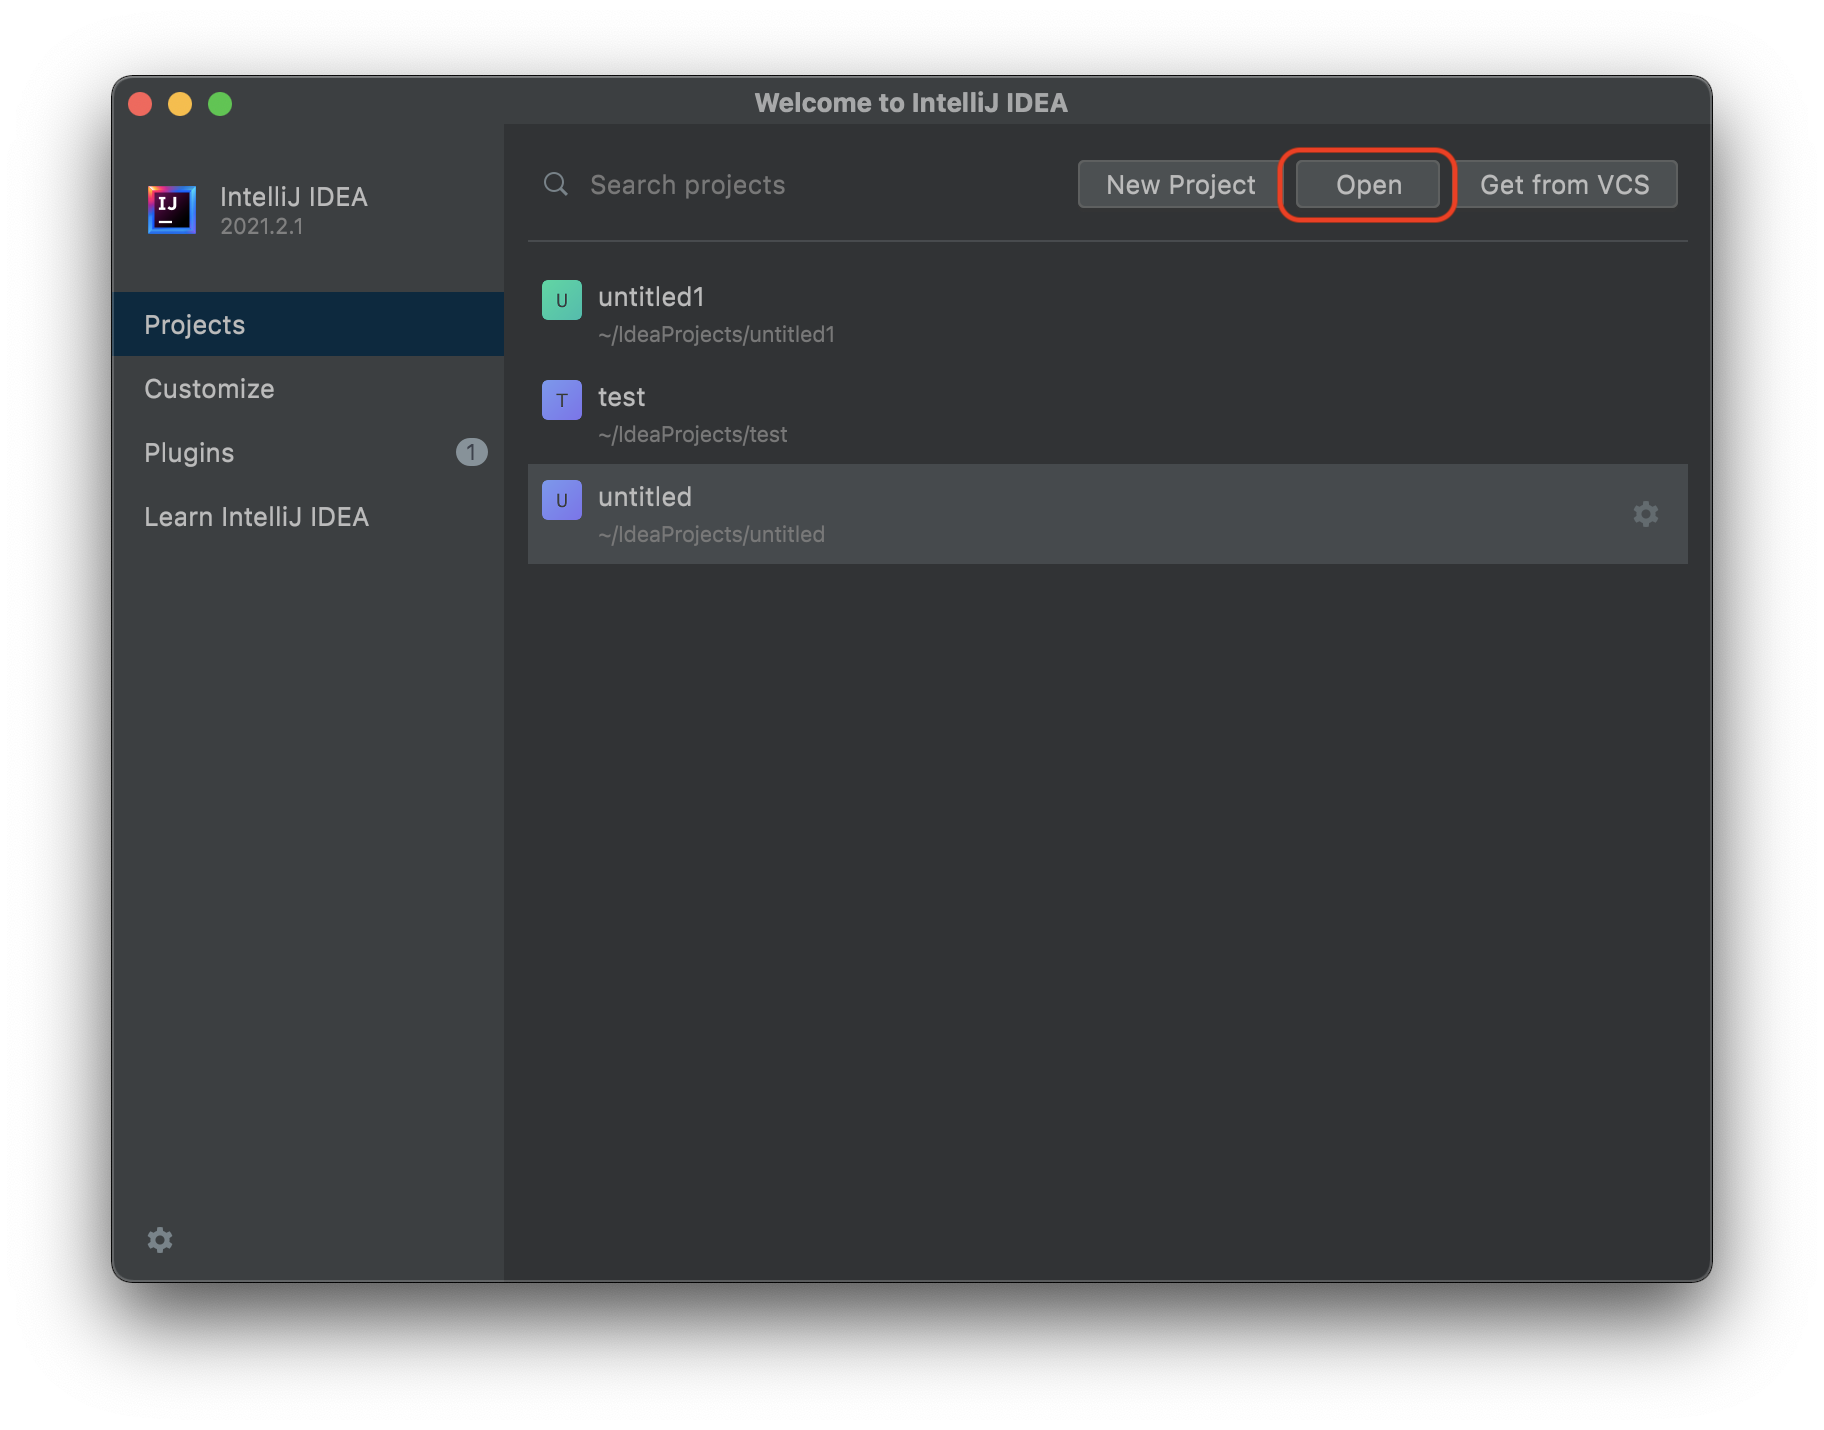 Welcome to IntelliJ IDEA
IJ
IntelliJ IDEA
2021.2.1
Projects
Customize
Plugins 1
Learn IntelliJ IDEA
Search projects
New Project Open Get from VCS
U untitled1
~/IdeaProjects/untitled1
T test
~/IdeaProjects/test
U untitled
~/IdeaProjects/untitled